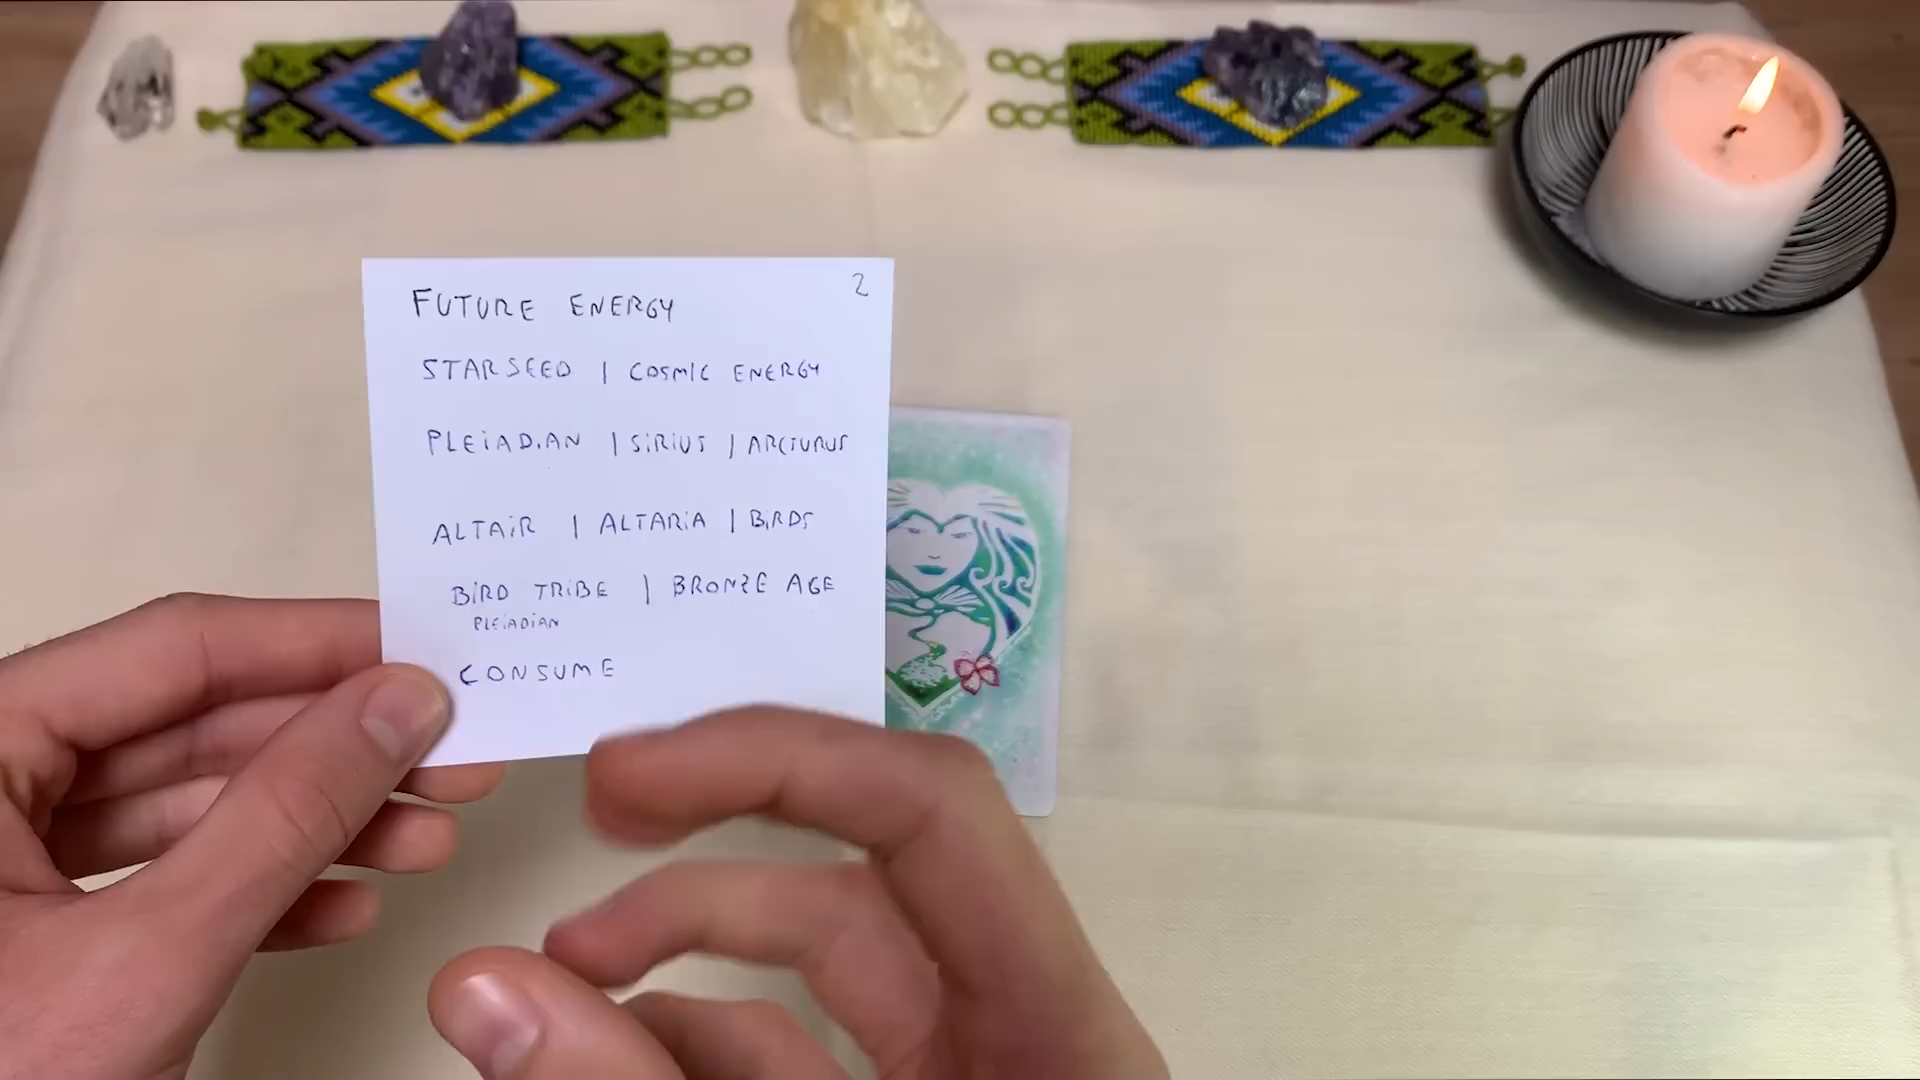 2
FUTURE ENERGY
STARSEED | COSMIC ENERGY
PLEiADiAN | SiRiUS | ARCTURUS
ALTAiR | ALTARiA | BiRDS
BiRD TRiBE | BRONZE AGE
PLEiADiAN
CONSUME